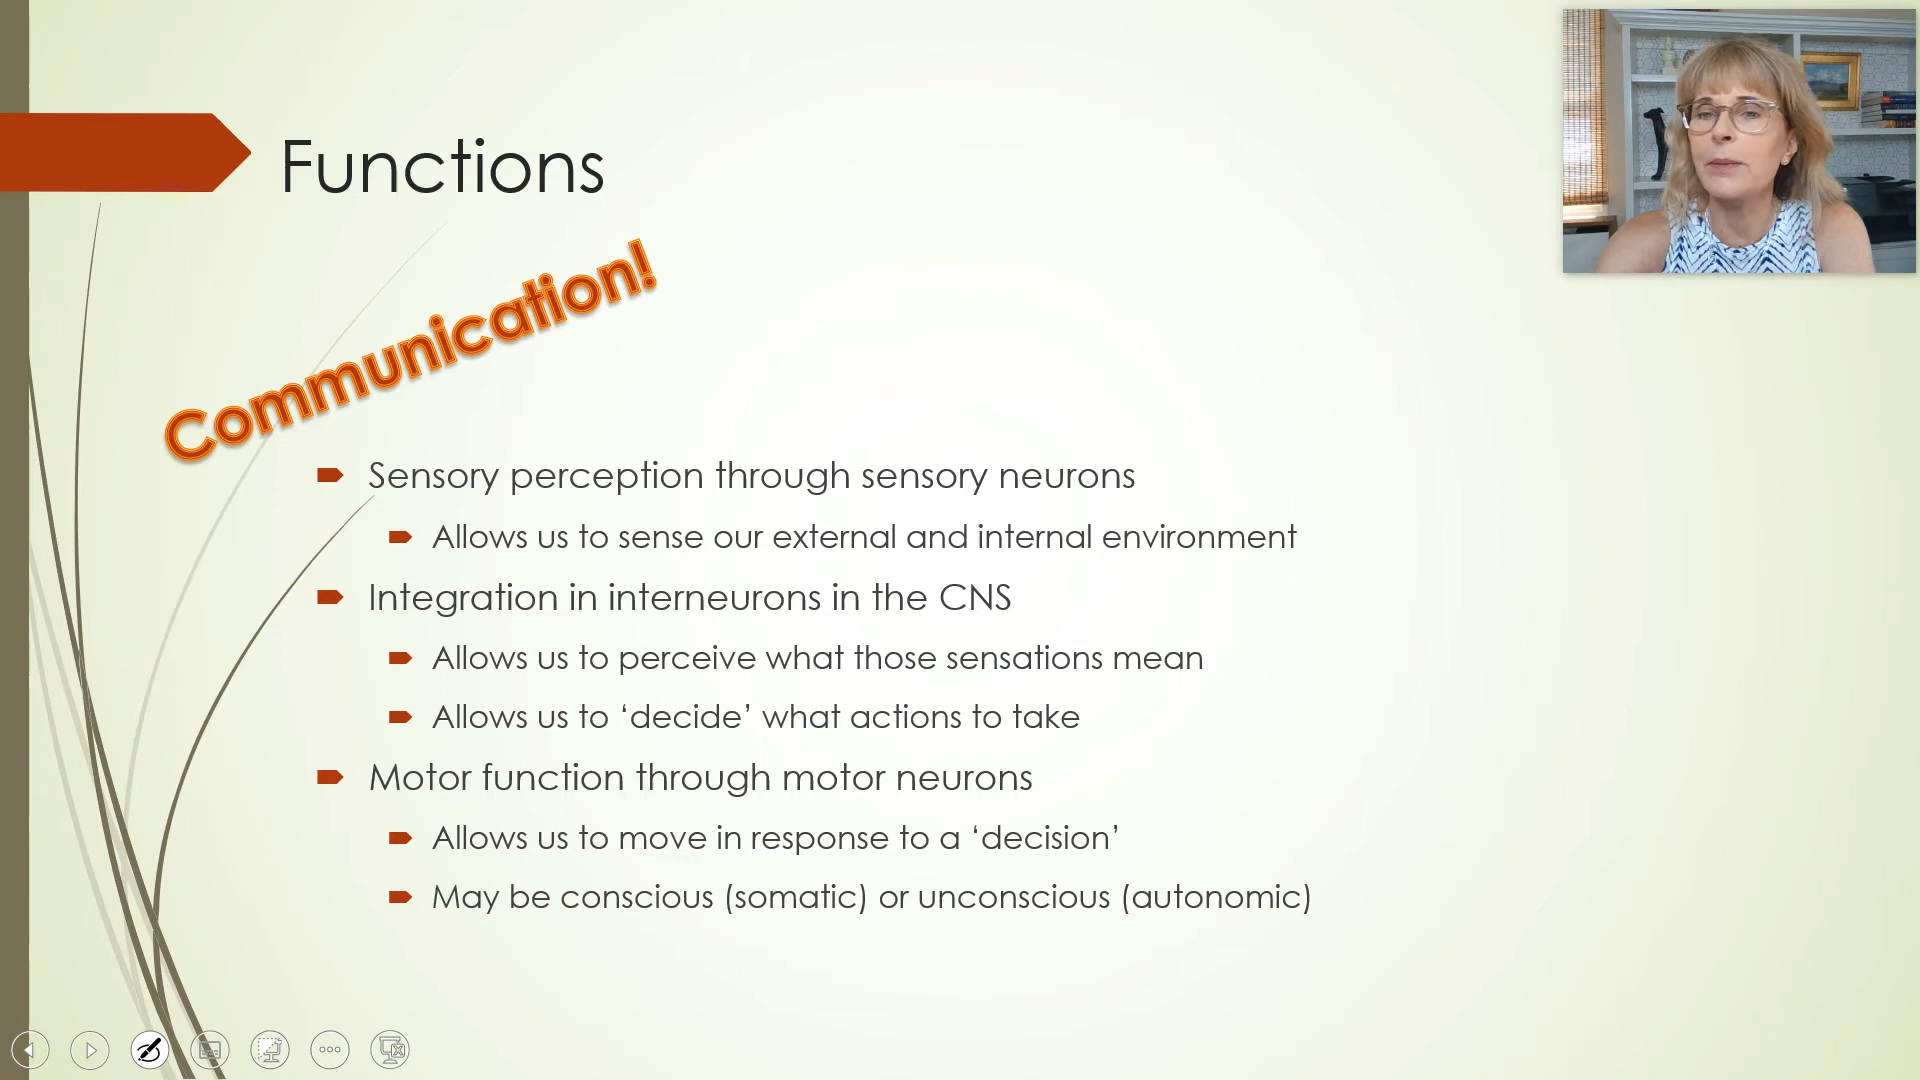 Functions
Communication!
Sensory perception through sensory neurons
Allows us to sense our external and internal environment
Integration in interneurons in the CNS
Allows us to perceive what those sensations mean
Allows us to ‘decide’ what actions to take
Motor function through motor neurons
Allows us to move in response to a ‘decision’
May be conscious (somatic) or unconscious (autonomic)